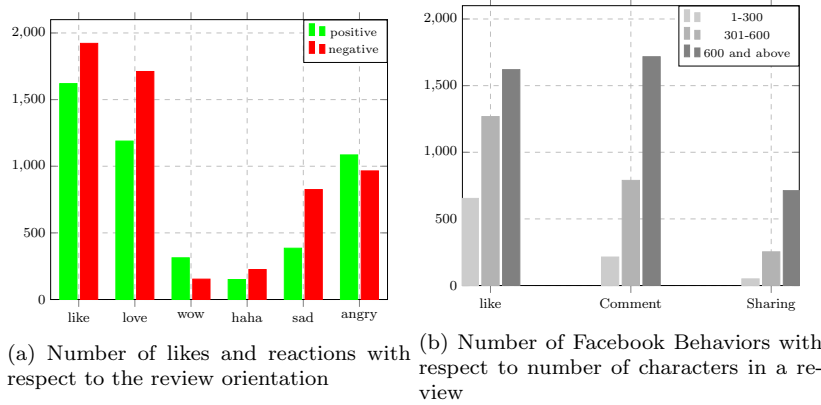 2,000
1,500
1,000
500
0
positive
negative
like love wow haha sad angry
(a) Number of likes and reactions with
respect to the review orientation
2,000
1,500
1,000
500
0
1-300
301-600
600 and above
like Comment Sharing
(b) Number of Facebook Behaviors with
respect to number of characters in a re-
view